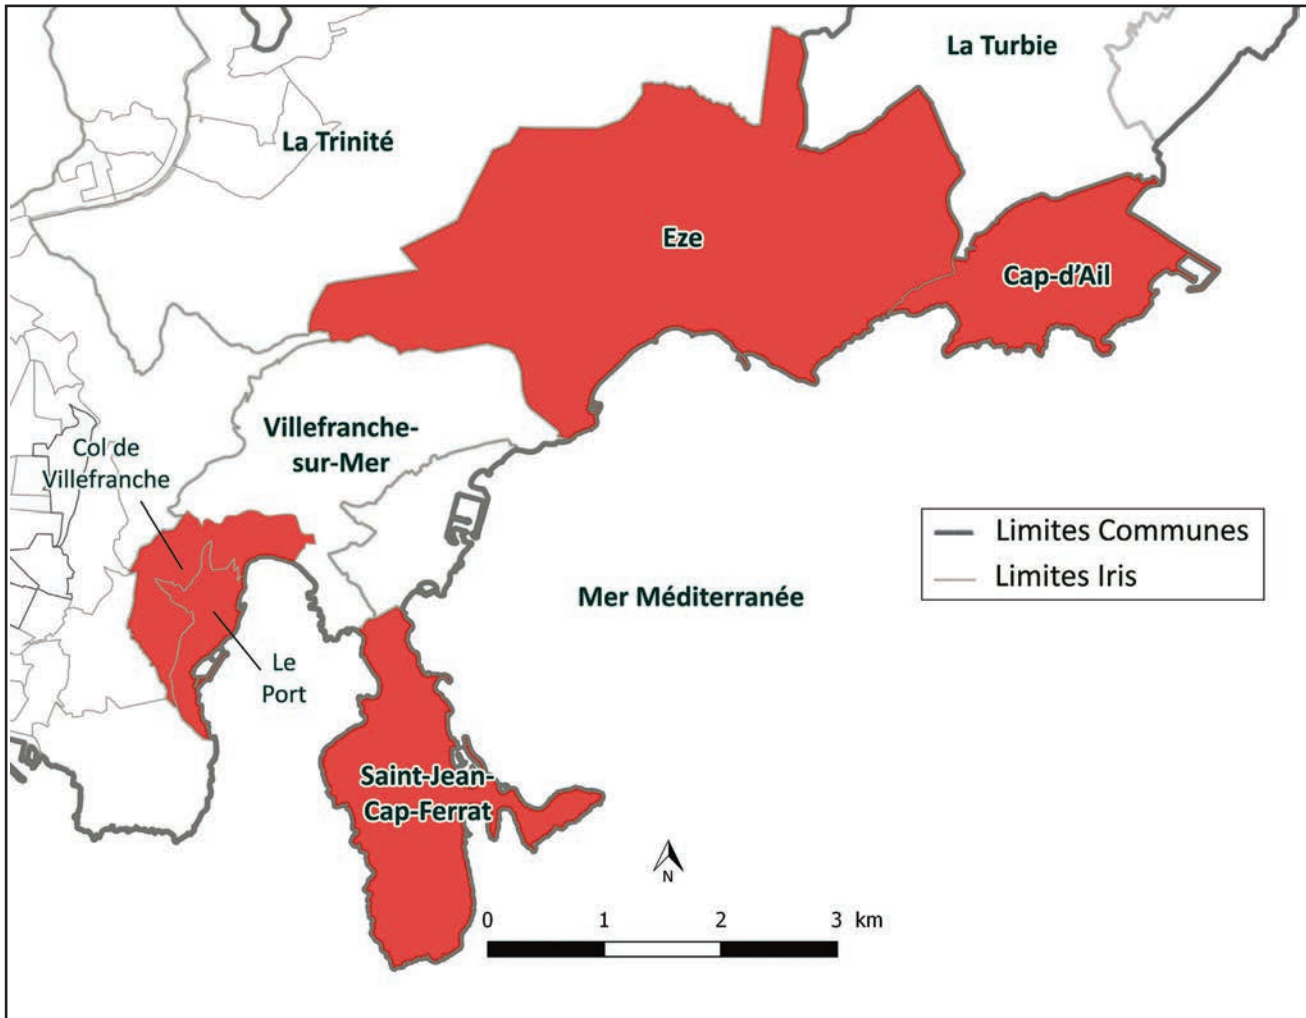 La Turbie
La Trinité
Eze
Cap-d'Ail
Villefranche-
sur-Mer
Col de
Villefranche
Limites Communes
Limites Iris
Mer Méditerranée
Le
Port
Saint-Jean-
Cap-Ferrat
N
0 1 2 3 km